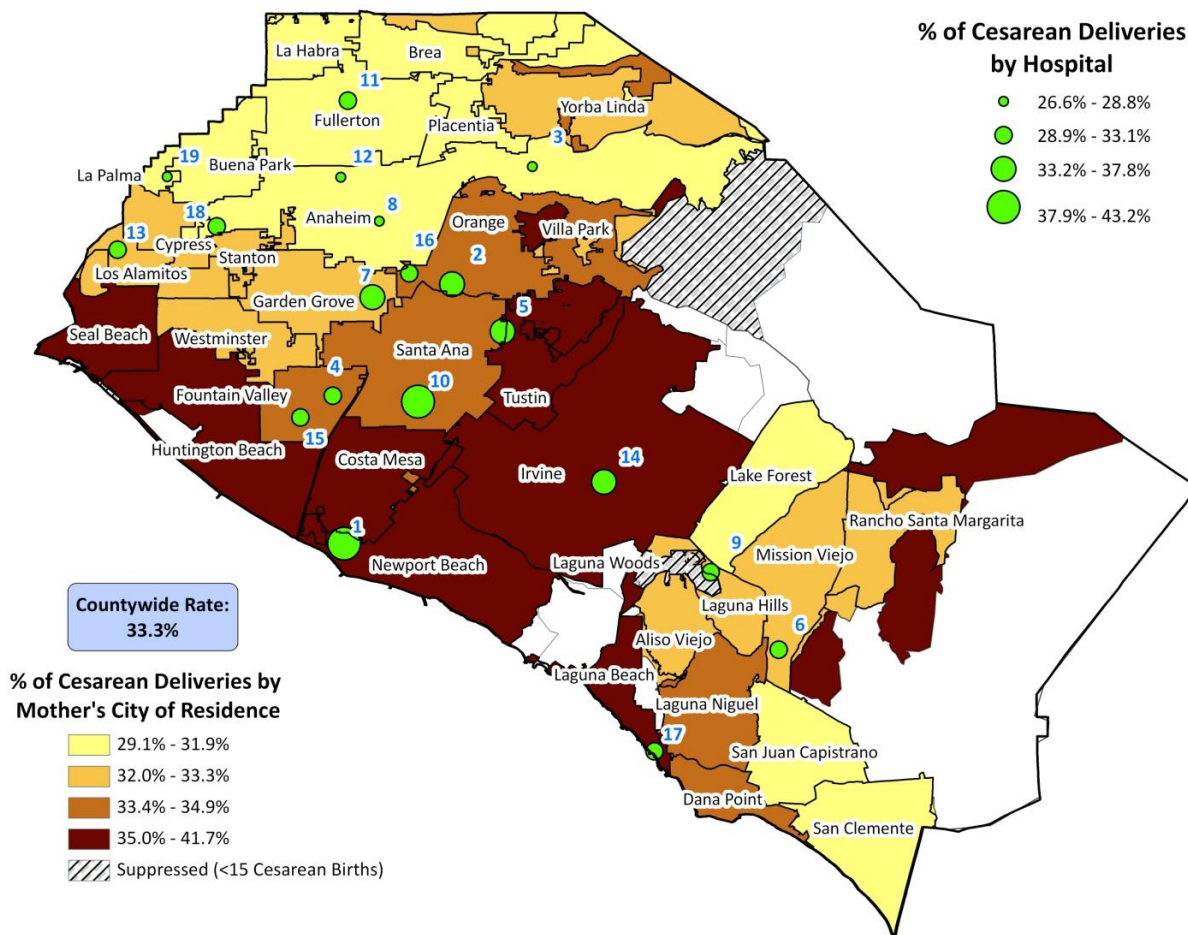 % of Cesarean Deliveries
by Hospital
26.6% - 28.8%
28.9% - 33.1%
33.2% - 37.8%
37.9% - 43.2%
La Habra
Brea
11
Fullerton
Placentia
Yorba Linda
3
19
Buena Park
12
La Palma
18
Anaheim
8
Orange
Villa Park
13
Cypress
Stanton
16
2
Los Alamitos
7
Garden Grove
5
Seal Beach
Westminster
Santa Ana
4
10
Fountain Valley
Tustin
15
Huntington Beach
Costa Mesa
Irvine
14
Lake Forest
1
Newport Beach
Rancho Santa Margarita
9
Mission Viejo
Laguna Woods
Laguna Hills
6
Aliso Viejo
Laguna Beach
Laguna Niguel
17
San Juan Capistrano
Dana Point
San Clemente
Countywide Rate:
33.3%
% of Cesarean Deliveries by
Mother's City of Residence
29.1% - 31.9%
32.0% - 33.3%
33.4% - 34.9%
35.0% - 41.7%
Suppressed (<15 Cesarean Births)